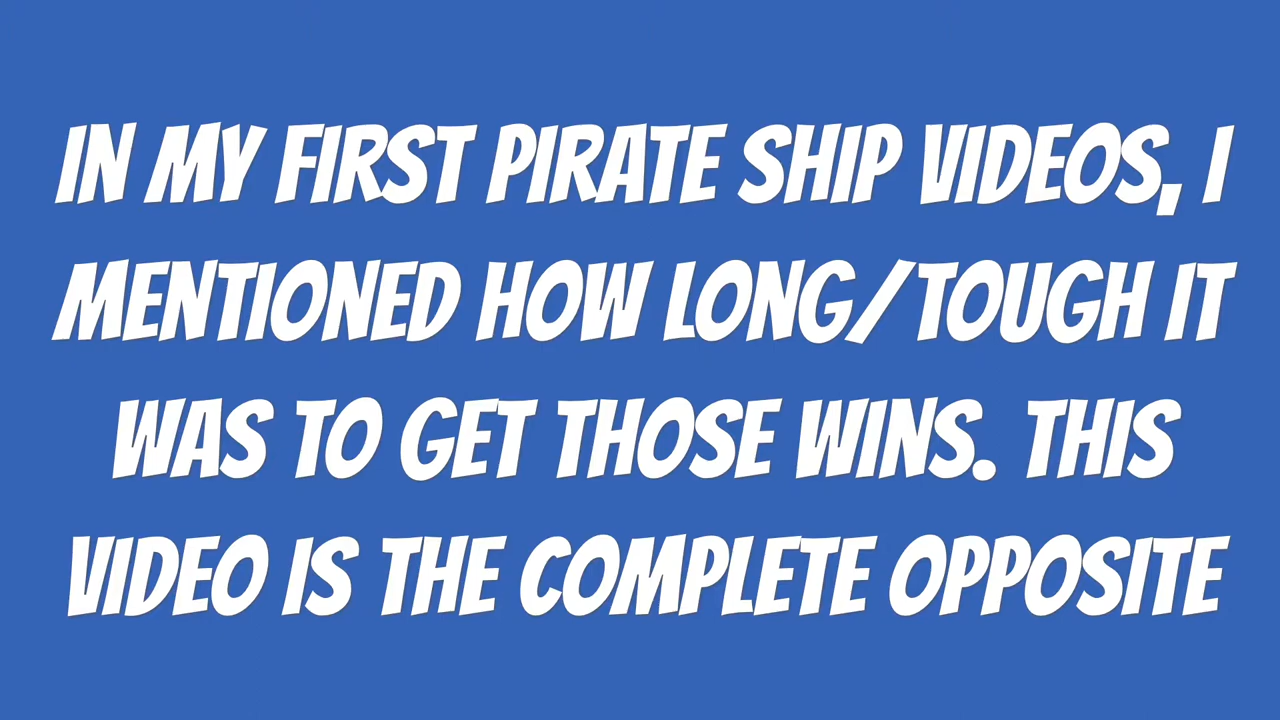 IN MY FIRST PIRATE SHIP VIDEOS, I
MENTIONED HOW LONG/TOUGH IT
WAS TO GET THOSE WINS. THIS
VIDEO IS THE COMPLETE OPPOSITE